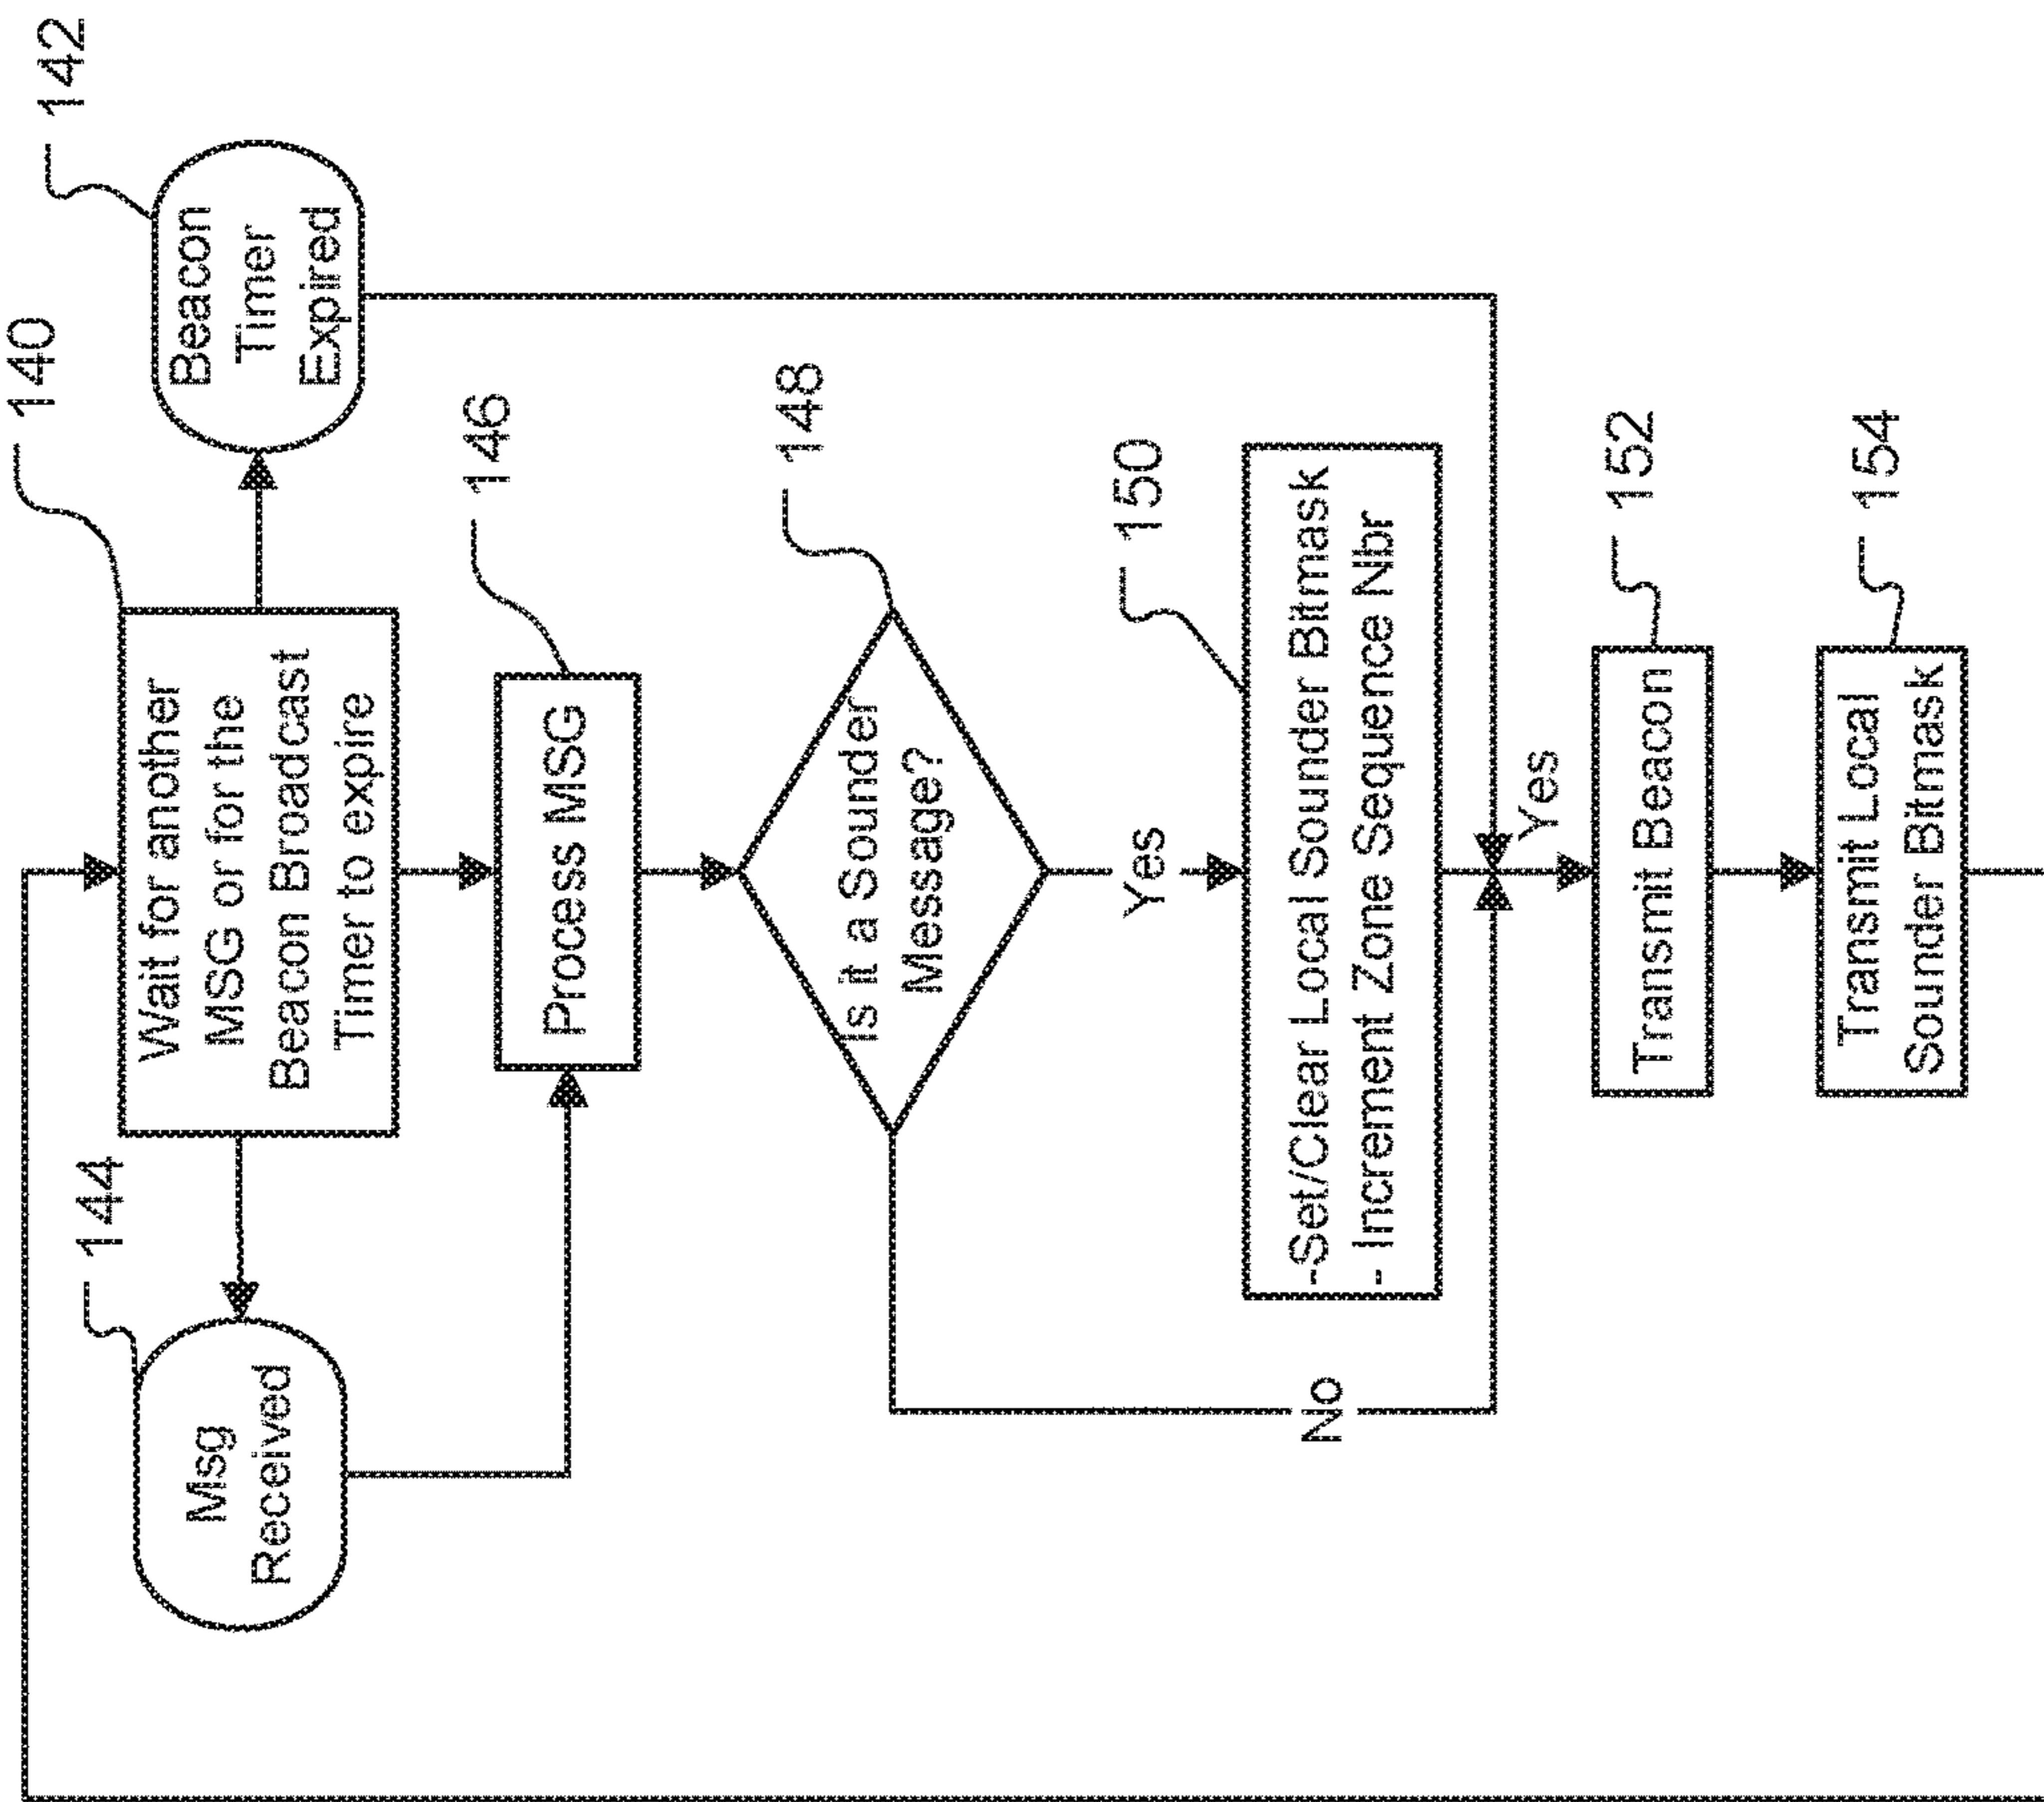 140
Wait for another
MSG or for the
Beacon Broadcast
Timer to expire
142
Beacon
Timer
Expired
144
Msg
Received
146
Process MSG
148
Is it a Sounder
Message?
Yes
No
150
-Set/Clear Local Sounder Bitmask
- Increment Zone Sequence Nbr
Yes
152
Transmit Beacon
154
Transmit Local
Sounder Bitmask